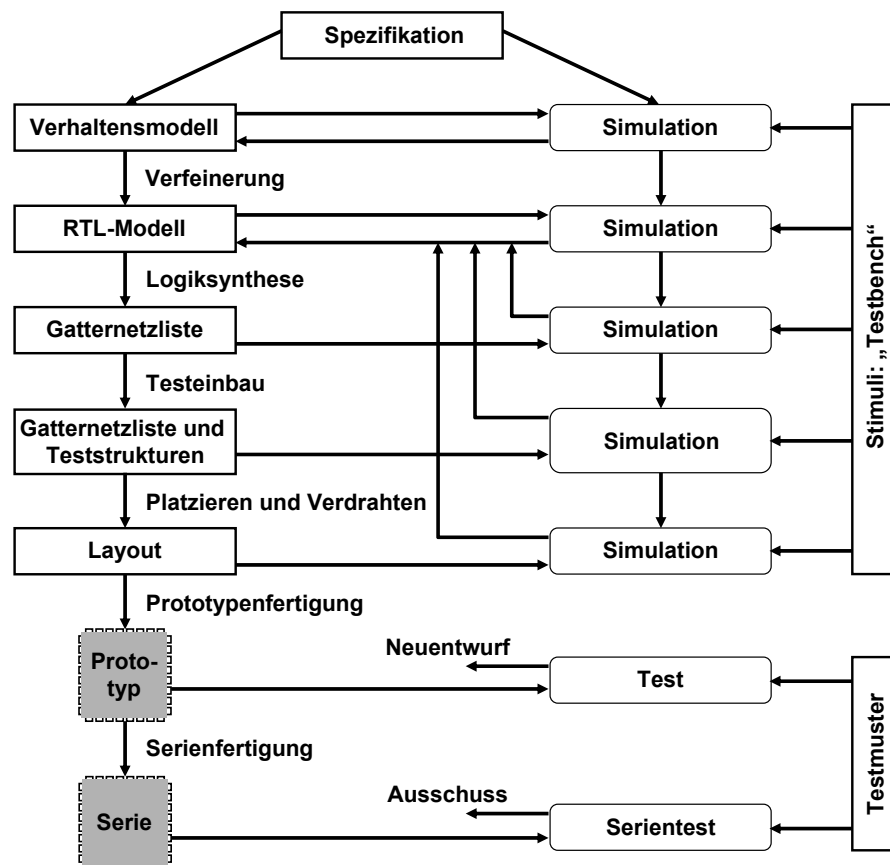 Spezifikation
Verhaltensmodell
Simulation
Verfeinerung
RTL-Modell
Simulation
Logiksynthese
Gatternetzliste
Simulation
Testeinbau
Gatternetzliste und
Teststrukturen
Simulation
Platzieren und Verdrahten
Layout
Simulation
Stimuli: „Testbench“
Prototypenfertigung
Proto-
typ
Neuentwurf
Test
Serienfertigung
Serie
Ausschuss
Serientest
Testmuster